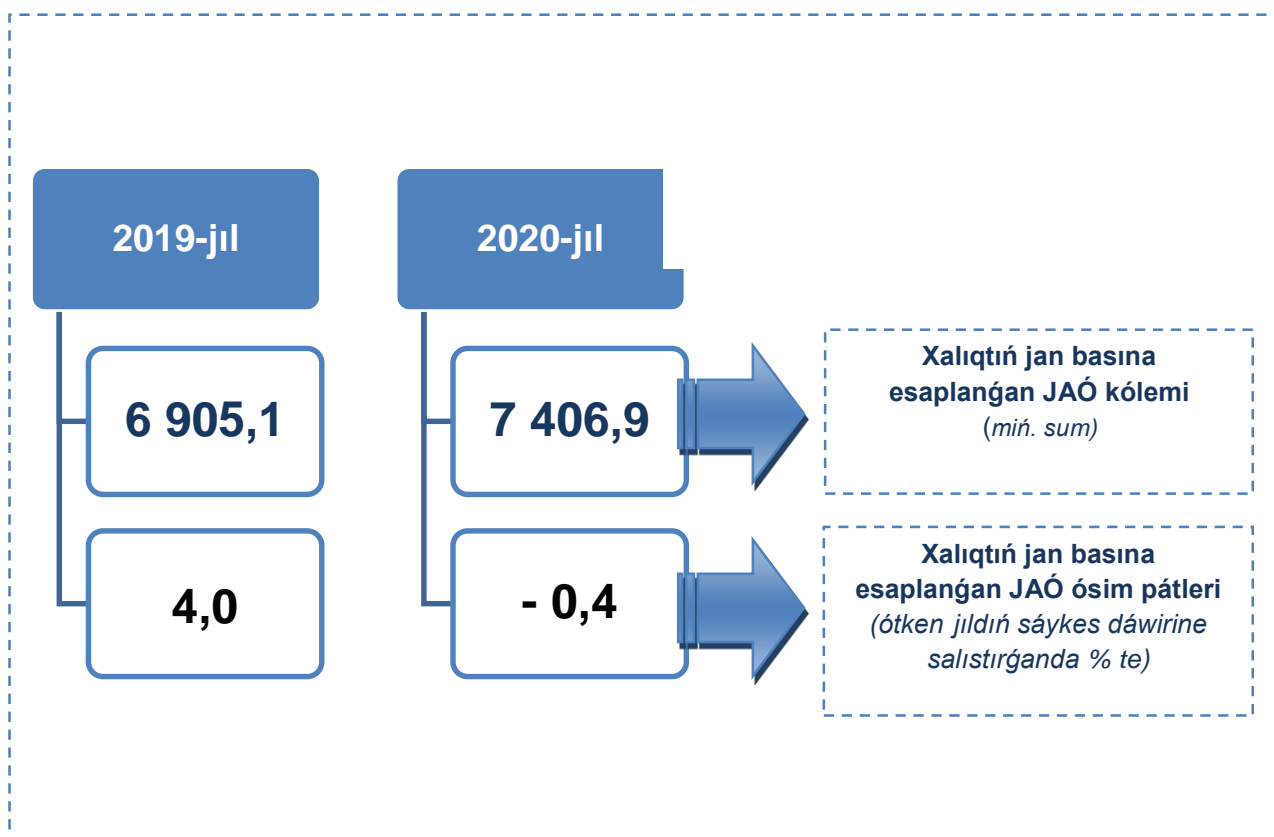 2019-jıl
2020-jıl
6 905,1
7 406,9
Xalıqtıń jan basına
esaplanǵan JAÓ kólemi
(miń. sum)
4,0
- 0,4
Xalıqtıń jan basına
esaplanǵan JAÓ ósim pátleri
(ótken jıldıń sáykes dáwirine
salıstırǵanda % te)